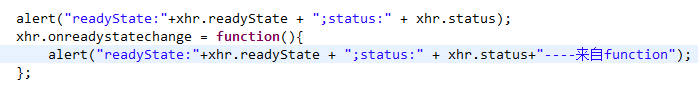 alert("readyState:"+xhr.readyState + ";status:" + xhr.status);
xhr.onreadystatechange = function(){
    alert("readyState:"+xhr.readyState + ";status:" + xhr.status+"----来自function");
};